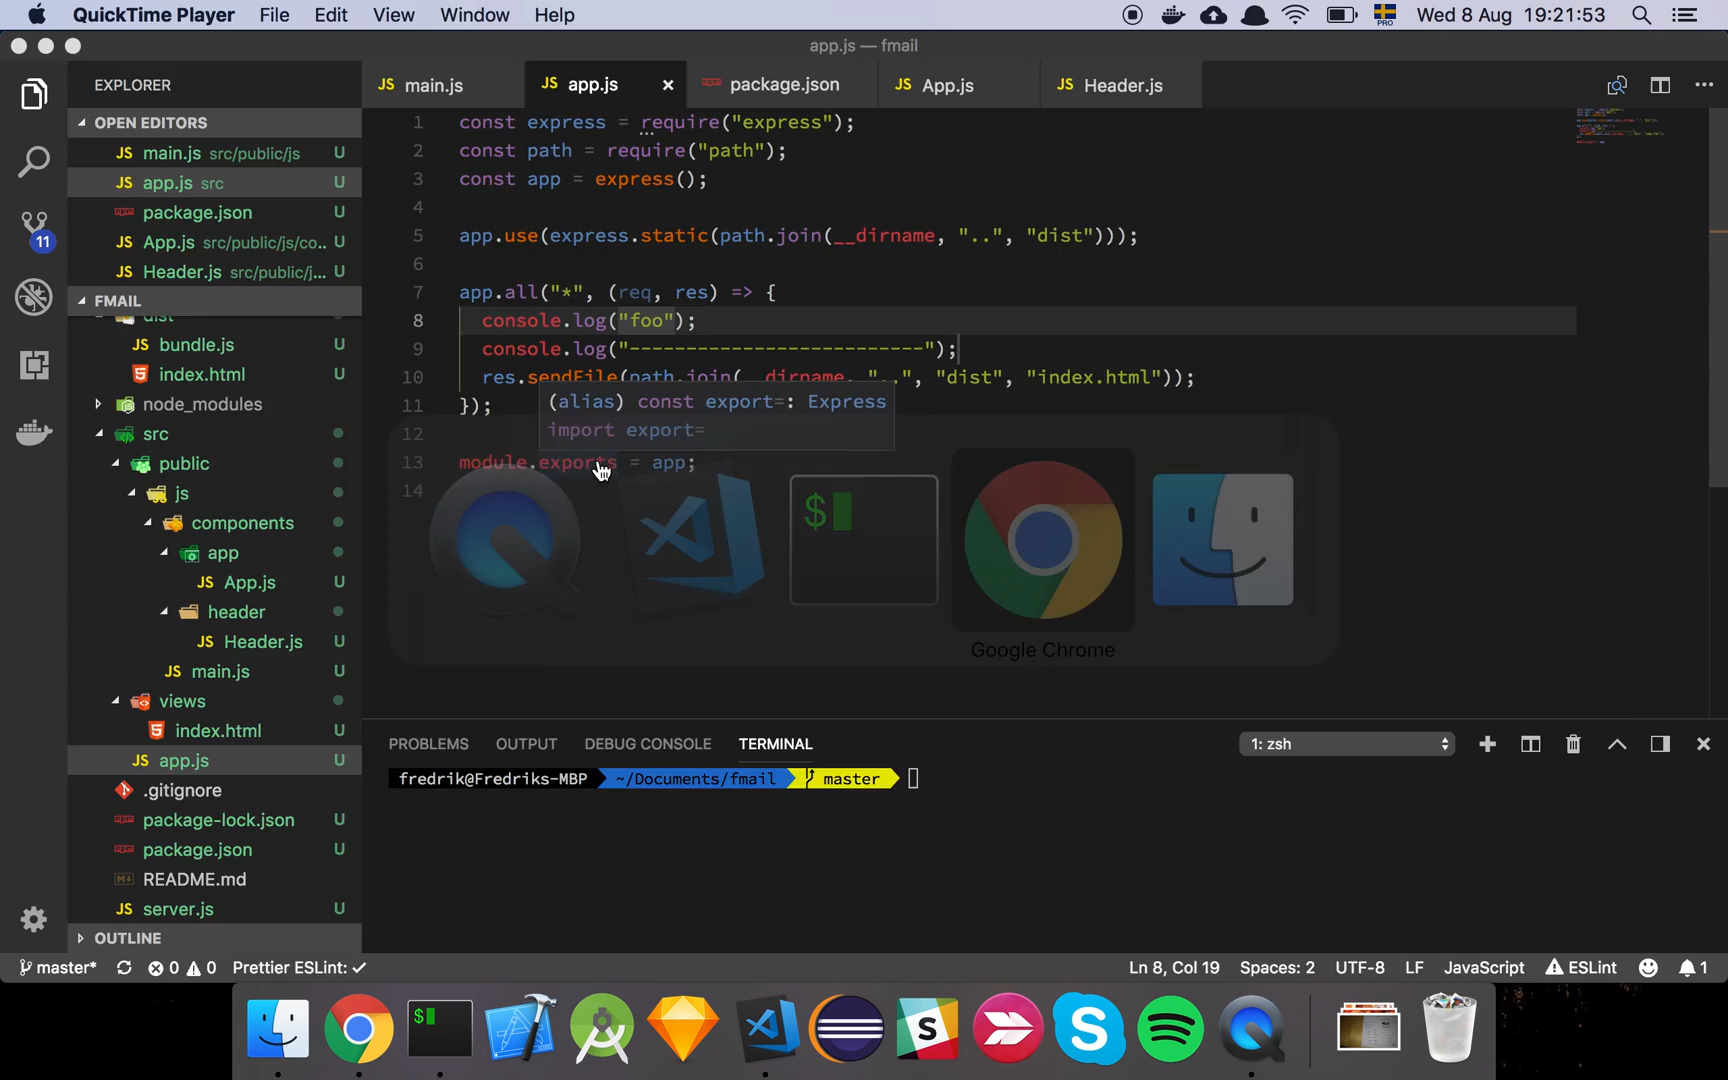 QuickTime Player File Edit View Window Help PRO Wed 8 Aug 19:21:53
app.js — fmail
EXPLORER
JS main.js
JS app.js ×
package.json
JS App.js
JS Header.js
OPEN EDITORS
JS main.js src/public/js U
JS app.js src U
package.json U
JS App.js src/public/js/co... U
JS Header.js src/public/j... U
11
FMAIL
dist
JS bundle.js U
index.html U
node_modules
src
public
js
components
app
JS App.js U
header
JS Header.js U
JS main.js U
views
index.html U
JS app.js U
.gitignore
package-lock.json U
package.json U
README.md
JS server.js U
OUTLINE
1 const express = require("express");
2 const path = require("path");
3 const app = express();
4
5 app.use(express.static(path.join(__dirname, "..", "dist")));
6
7 app.all("*", (req, res) => {
8 console.log("foo");
9 console.log("--------------------------");
10 res.sendFile(path.join(__dirname, "..", "dist", "index.html"));
11 });
(alias) const export=: Express
import export=
12
13 module.exports = app;
14
$
Google Chrome
PROBLEMS OUTPUT DEBUG CONSOLE TERMINAL 1: zsh
fredrik@Fredriks-MBP ~/Documents/fmail master
master* 0 0 Prettier ESLint: ✓ Ln 8, Col 19 Spaces: 2 UTF-8 LF JavaScript ESLint 1
$ S S